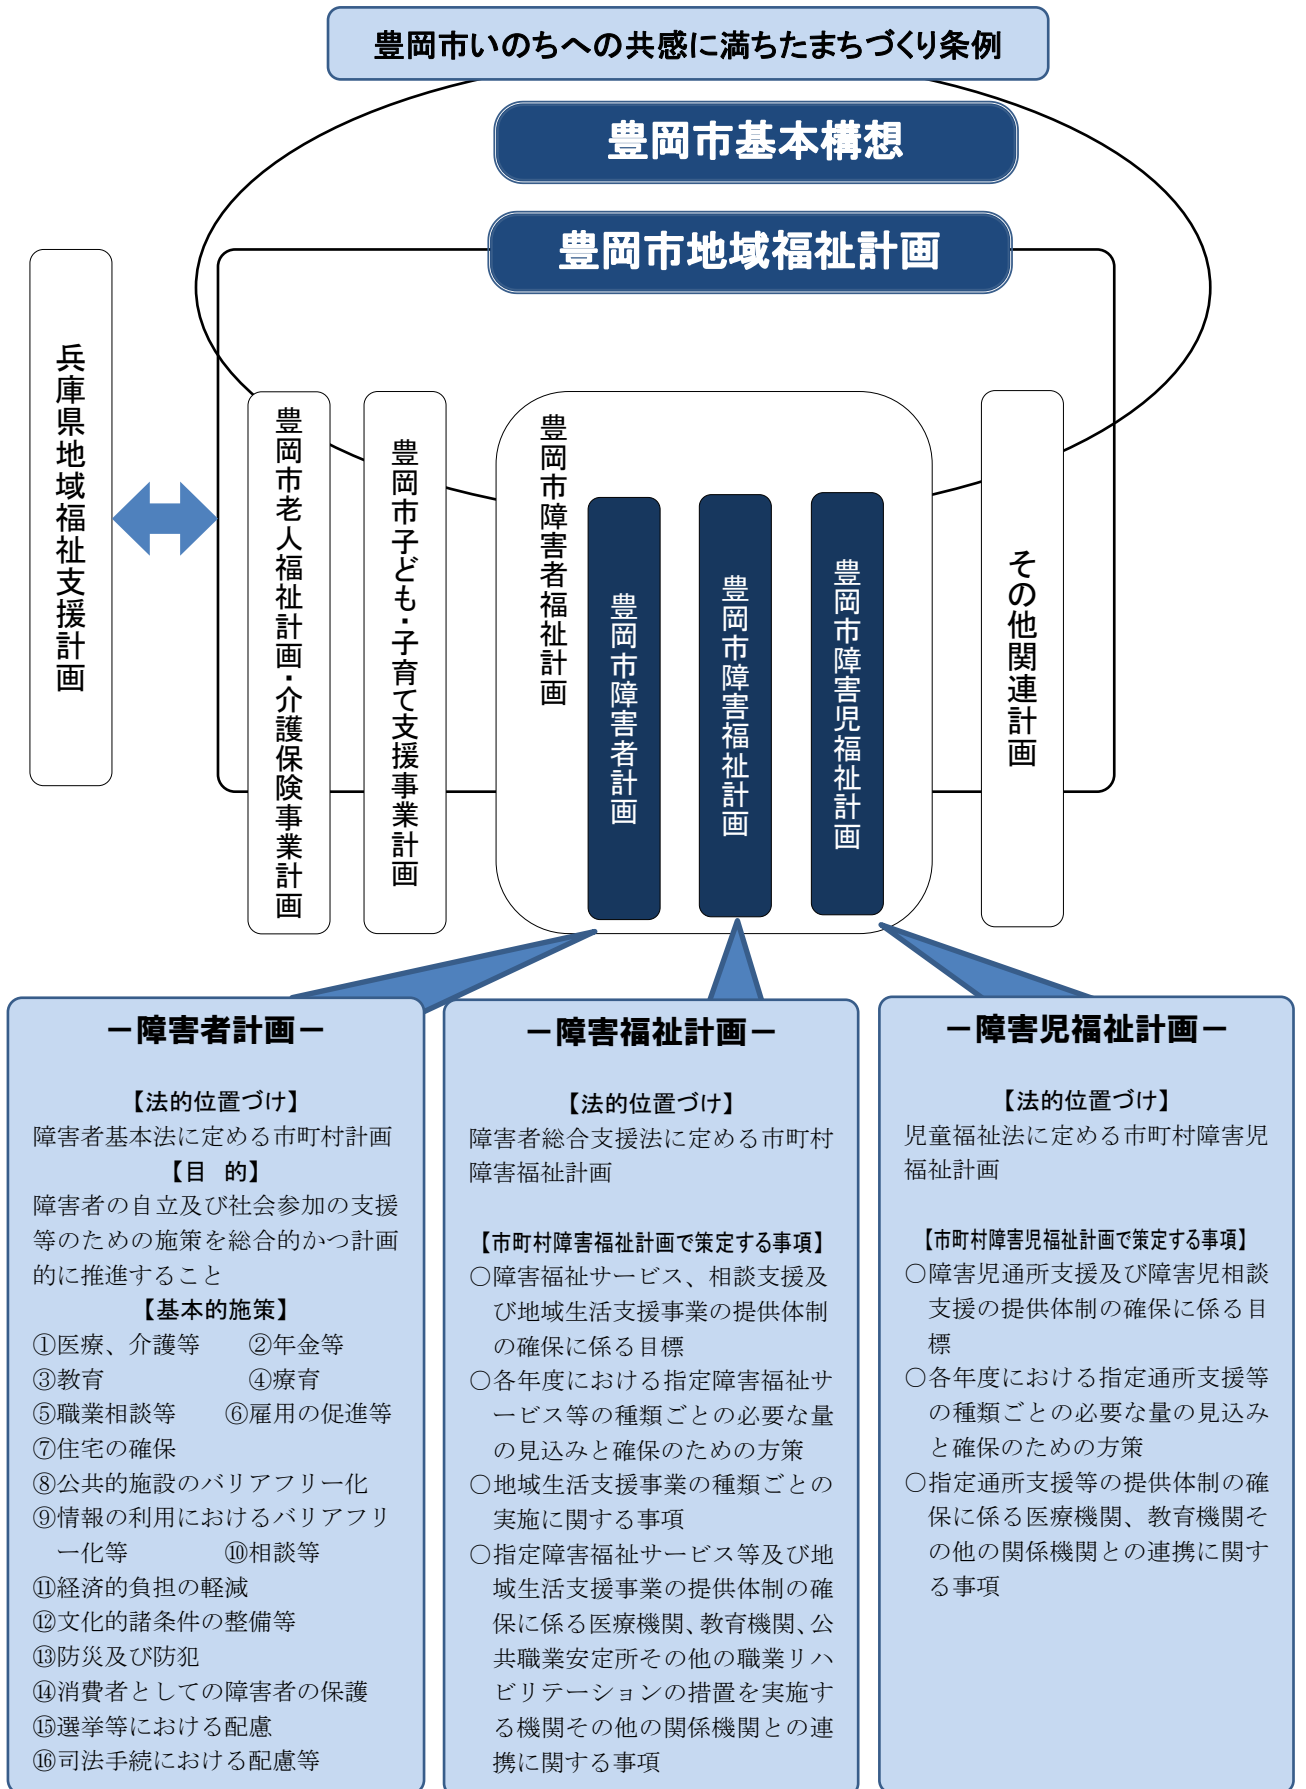 豊岡市いのちへの共感に満ちたまちづくり条例
豊岡市基本構想
豊岡市地域福祉計画
兵庫県地域福祉支援計画
豊岡市老人福祉計画・介護保険事業計画
豊岡市子ども・子育て支援事業計画
豊岡市障害者福祉計画
豊岡市障害者計画
豊岡市障害福祉計画
豊岡市障害児福祉計画
その他関連計画
－障害者計画－
【法的位置づけ】
障害者基本法に定める市町村計画
【目　的】
障害者の自立及び社会参加の支援
等のための施策を総合的かつ計画
的に推進すること
【基本的施策】
①医療、介護等　　②年金等
③教育　　　　　　④療育
⑤職業相談等　　⑥雇用の促進等
⑦住宅の確保
⑧公共的施設のバリアフリー化
⑨情報の利用におけるバリアフリ
ー化等　　　　⑩相談等
⑪経済的負担の軽減
⑫文化的諸条件の整備等
⑬防災及び防犯
⑭消費者としての障害者の保護
⑮選挙等における配慮
⑯司法手続における配慮等
－障害福祉計画－
【法的位置づけ】
障害者総合支援法に定める市町村
障害福祉計画
【市町村障害福祉計画で策定する事項】
○障害福祉サービス、相談支援及
び地域生活支援事業の提供体制
の確保に係る目標
○各年度における指定障害福祉サ
ービス等の種類ごとの必要な量
の見込みと確保のための方策
○地域生活支援事業の種類ごとの
実施に関する事項
○指定障害福祉サービス等及び地
域生活支援事業の提供体制の確
保に係る医療機関、教育機関、公
共職業安定所その他の職業リハ
ビリテーションの措置を実施す
る機関その他の関係機関との連
携に関する事項
－障害児福祉計画－
【法的位置づけ】
児童福祉法に定める市町村障害児
福祉計画
【市町村障害児福祉計画で策定する事項】
○障害児通所支援及び障害児相談
支援の提供体制の確保に係る目
標
○各年度における指定通所支援等
の種類ごとの必要な量の見込み
と確保のための方策
○指定通所支援等の提供体制の確
保に係る医療機関、教育機関そ
の他の関係機関との連携に関す
る事項